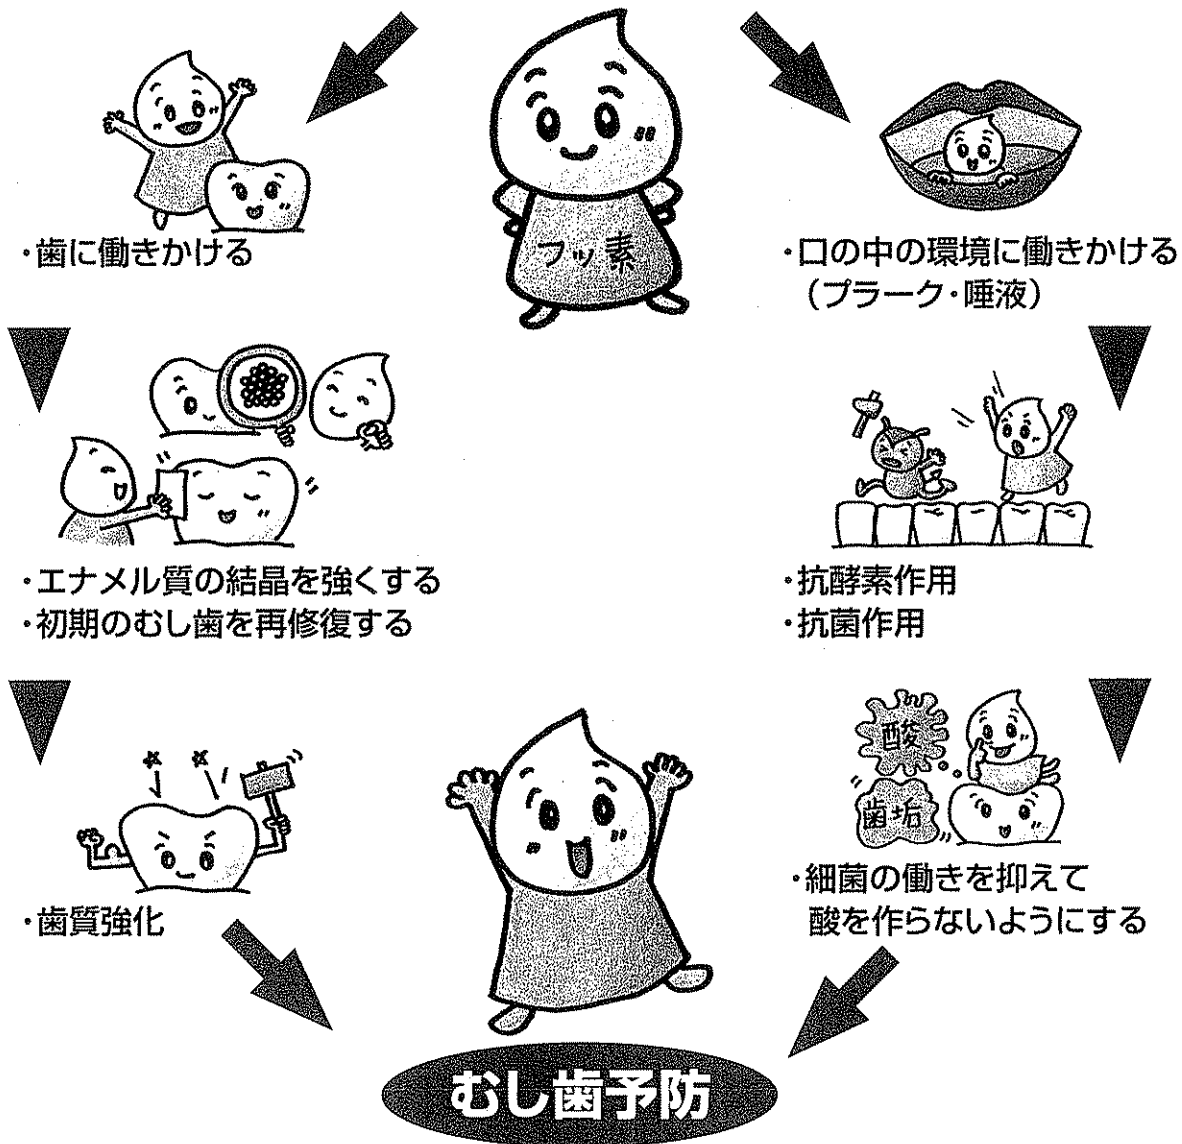 フッ素
・歯に働きかける
・口の中の環境に働きかける
（プラーク・唾液）
・エナメル質の結晶を強くする
・初期のむし歯を再修復する
・抗酵素作用
・抗菌作用
酸
歯垢
・歯質強化
・細菌の働きを抑えて
酸を作らないようにする
むし歯予防